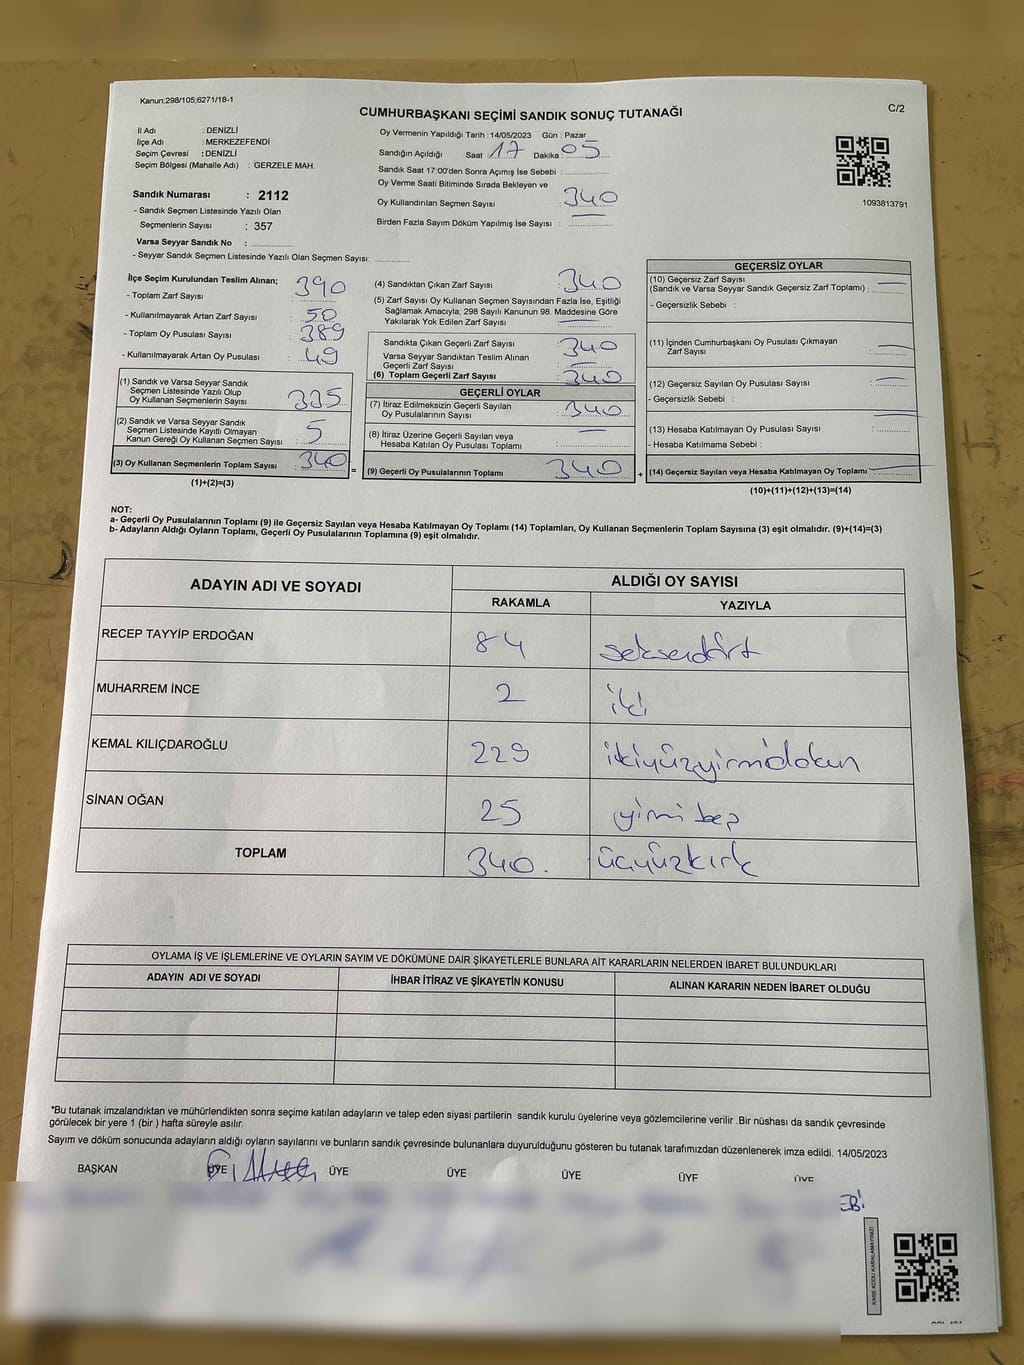 Kanun:298/105;6271/18-1
CUMHURBAŞKANI SEÇİMİ SANDIK SONUÇ TUTANAĞI
C/2
İl Adı : DENİZLİ
İlçe Adı : MERKEZEFENDİ
Seçim Çevresi : DENİZLİ
Seçim Bölgesi (Mahalle Adı) : GERZELE MAH.
Sandık Numarası : 2112
- Sandık Seçmen Listesinde Yazılı Olan
Seçmenlerin Sayısı : 357
Varsa Seyyar Sandık No :
- Seyyar Sandık Seçmen Listesinde Yazılı Olan Seçmen Sayısı:
Oy Vermenin Yapıldığı Tarih : 14/05/2023 Gün : Pazar
Sandığın Açıldığı Saat : 17 Dakika : 05
Sandık Saat 17:00'den Sonra Açımış İse Sebebi :
Oy Verme Saati Bitiminde Sırada Bekleyen ve
Oy Kullandırılan Seçmen Sayısı : 340
Birden Fazla Sayım Döküm Yapılmış İse Sayısı :
1093813791
İlçe Seçim Kurulundan Teslim Alınan;
- Toplam Zarf Sayısı : 390
- Kullanılmayarak Artan Zarf Sayısı : 50
- Toplam Oy Pusulası Sayısı : 389
- Kullanılmayarak Artan Oy Pusulası : 49
(1) Sandık ve Varsa Seyyar Sandık
Seçmen Listesinde Yazılı Olup
Oy Kullanan Seçmenlerin Sayısı : 335
(2) Sandık ve Varsa Seyyar Sandık
Seçmen Listesinde Kayıtlı Olmayan
Kanun Gereği Oy Kullanan Seçmen Sayısı : 5
(3) Oy Kullanan Seçmenlerin Toplam Sayısı : 340
(1)+(2)=(3)
=
(4) Sandıktan Çıkan Zarf Sayısı : 340
(5) Zarf Sayısı Oy Kullanan Seçmen Sayısından Fazla İse, Eşitliği
Sağlamak Amacıyla; 298 Sayılı Kanunun 98. Maddesine Göre
Yakılarak Yok Edilen Zarf Sayısı :
Sandıkta Çıkan Geçerli Zarf Sayısı : 340
Varsa Seyyar Sandıktan Teslim Alınan
Geçerli Zarf Sayısı :
(6) Toplam Geçerli Zarf Sayısı : 340
GEÇERLİ OYLAR
(7) İtiraz Edilmeksizin Geçerli Sayılan
Oy Pusulalarının Sayısı : 340
(8) İtiraz Üzerine Geçerli Sayılan veya
Hesaba Katılan Oy Pusulası Toplamı :
(9) Geçerli Oy Pusulalarının Toplamı : 340
+
GEÇERSİZ OYLAR
(10) Geçersiz Zarf Sayısı
(Sandık ve Varsa Seyyar Sandık Geçersiz Zarf Toplamı) :
- Geçersizlik Sebebi :
(11) İçinden Cumhurbaşkanı Oy Pusulası Çıkmayan
Zarf Sayısı :
(12) Geçersiz Sayılan Oy Pusulası Sayısı :
- Geçersizlik Sebebi :
(13) Hesaba Katılmayan Oy Pusulası Sayısı :
- Hesaba Katılmama Sebebi :
(14) Geçersiz Sayılan veya Hesaba Katılmayan Oy Toplamı :
(10)+(11)+(12)+(13)=(14)
NOT:
a- Geçerli Oy Pusulalarının Toplamı (9) ile Geçersiz Sayılan veya Hesaba Katılmayan Oy Toplamı (14) Toplamları, Oy Kullanan Seçmenlerin Toplam Sayısına (3) eşit olmalıdır. (9)+(14)=(3)
b- Adayların Aldığı Oyların Toplamı, Geçerli Oy Pusulalarının Toplamına (9) eşit olmalıdır.
ADAYIN ADI VE SOYADI ALDIĞI OY SAYISI
RAKAMLA YAZIYLA
RECEP TAYYİP ERDOĞAN 84 seksendört
MUHARREM İNCE 2 iki
KEMAL KILIÇDAROĞLU 229 ikiyüzyirmidokuz
SİNAN OĞAN 25 yirmi beş
TOPLAM 340. üçyüzkırk
OYLAMA İŞ VE İŞLEMLERİNE VE OYLARIN SAYIM VE DÖKÜMÜNE DAİR ŞİKAYETLERLE BUNLARA AİT KARARLARIN NELERDEN İBARET BULUNDUKLARI
ADAYIN ADI VE SOYADI İHBAR İTİRAZ VE ŞİKAYETİN KONUSU ALINAN KARARIN NEDEN İBARET OLDUĞU
*Bu tutanak imzalandıktan ve mühürlendikten sonra seçime katılan adayların ve talep eden siyasi partilerin sandık kurulu üyelerine veya gözlemcilerine verilir .Bir nüshası da sandık çevresinde
görülecek bir yere 1 (bir ) hafta süreyle asılır.
Sayım ve döküm sonucunda adayların aldığı oyların sayılarını ve bunların sandık çevresinde bulunanlara duyurulduğunu gösteren bu tutanak tarafımızdan düzenlenerek imza edildi. 14/05/2023
BAŞKAN ÜYE ÜYE ÜYE ÜYE ÜYE ÜYE
KARE KODU KARALAMAYINIZ!